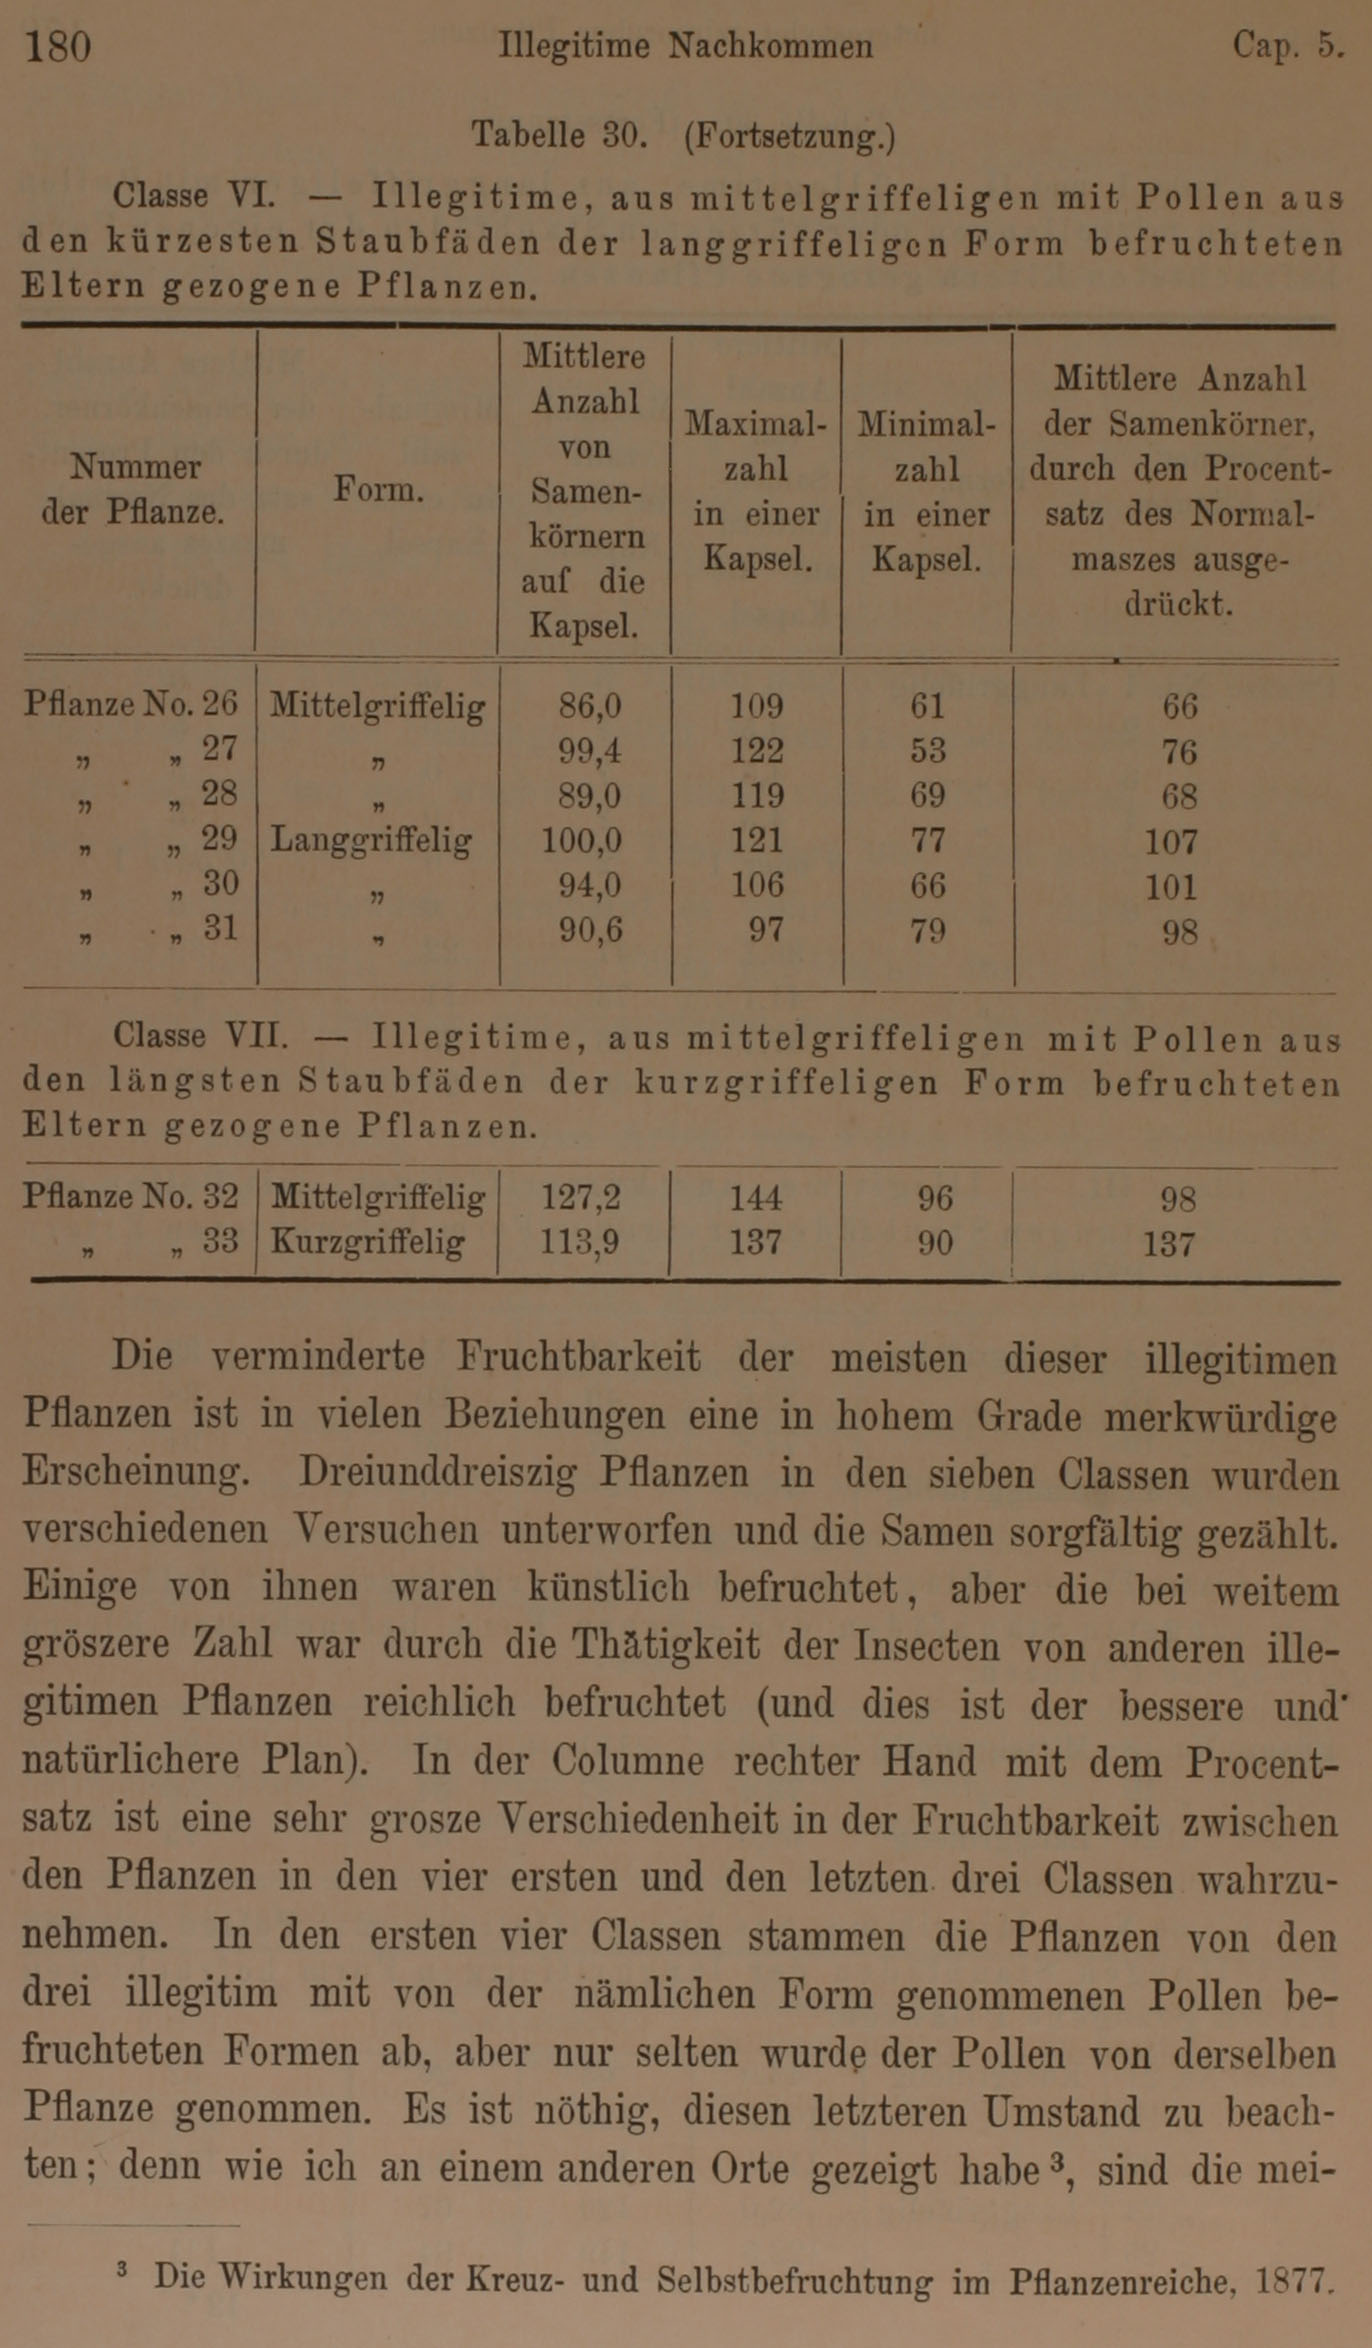 180 Illegitime Nachkommen Cap. 5.
Tabelle 30. (Fortsetzung.)
Classe VI. — Illegitime, aus mittelgriffeligen mit Pollen aus
den kürzesten Staubfäden der langgriffeligen Form befruchteten
Eltern gezogene Pflanzen.
Nummer
der Pflanze.
Form.
Mittlere
Anzahl
von
Samen-
körnern
auf die
Kapsel.
Maximal-
zahl
in einer
Kapsel.
Minimal-
zahl
in einer
Kapsel.
Mittlere Anzahl
der Samenkörner,
durch den Procent-
satz des Normal-
maszes ausge-
drückt.
Pflanze No. 26 Mittelgriffelig 86,0 109 61 66
„ „ 27 „ 99,4 122 53 76
„ „ 28 „ 89,0 119 69 68
„ „ 29 Langgriffelig 100,0 121 77 107
„ „ 30 „ 94,0 106 66 101
„ „ 31 „ 90,6 97 79 98
Classe VII. — Illegitime, aus mittelgriffeligen mit Pollen aus
den längsten Staubfäden der kurzgriffeligen Form befruchteten
Eltern gezogene Pflanzen.
Pflanze No. 32 Mittelgriffelig 127,2 144 96 98
„ „ 33 Kurzgriffelig 113,9 137 90 137
Die verminderte Fruchtbarkeit der meisten dieser illegitimen
Pflanzen ist in vielen Beziehungen eine in hohem Grade merkwürdige
Erscheinung. Dreiunddreiszig Pflanzen in den sieben Classen wurden
verschiedenen Versuchen unterworfen und die Samen sorgfältig gezählt.
Einige von ihnen waren künstlich befruchtet, aber die bei weitem
gröszere Zahl war durch die Thätigkeit der Insecten von anderen ille-
gitimen Pflanzen reichlich befruchtet (und dies ist der bessere und
natürlichere Plan). In der Columne rechter Hand mit dem Procent-
satz ist eine sehr grosze Verschiedenheit in der Fruchtbarkeit zwischen
den Pflanzen in den vier ersten und den letzten drei Classen wahrzu-
nehmen. In den ersten vier Classen stammen die Pflanzen von den
drei illegitim mit von der nämlichen Form genommenen Pollen be-
fruchteten Formen ab, aber nur selten wurde der Pollen von derselben
Pflanze genommen. Es ist nöthig, diesen letzteren Umstand zu beach-
ten; denn wie ich an einem anderen Orte gezeigt habe ³, sind die mei-
³ Die Wirkungen der Kreuz- und Selbstbefruchtung im Pflanzenreiche, 1877.